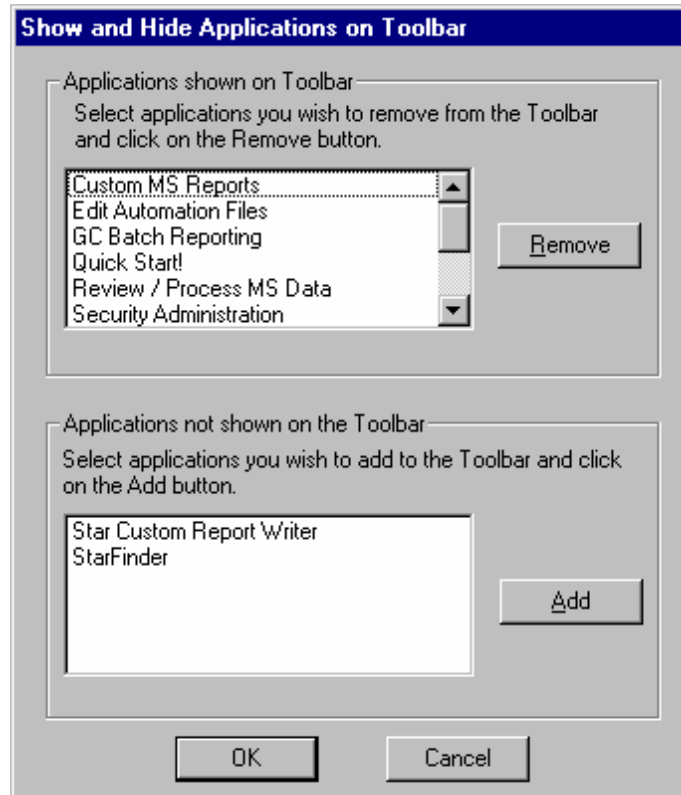 Show and Hide Applications on Toolbar
Applications shown on Toolbar
Select applications you wish to remove from the Toolbar
and click on the Remove button.
Custom MS Reports
Edit Automation Files
GC Batch Reporting
Quick Start!
Review / Process MS Data
Security Administration
Remove
Applications not shown on the Toolbar
Select applications you wish to add to the Toolbar and click
on the Add button.
Star Custom Report Writer
StarFinder
Add
OK
Cancel